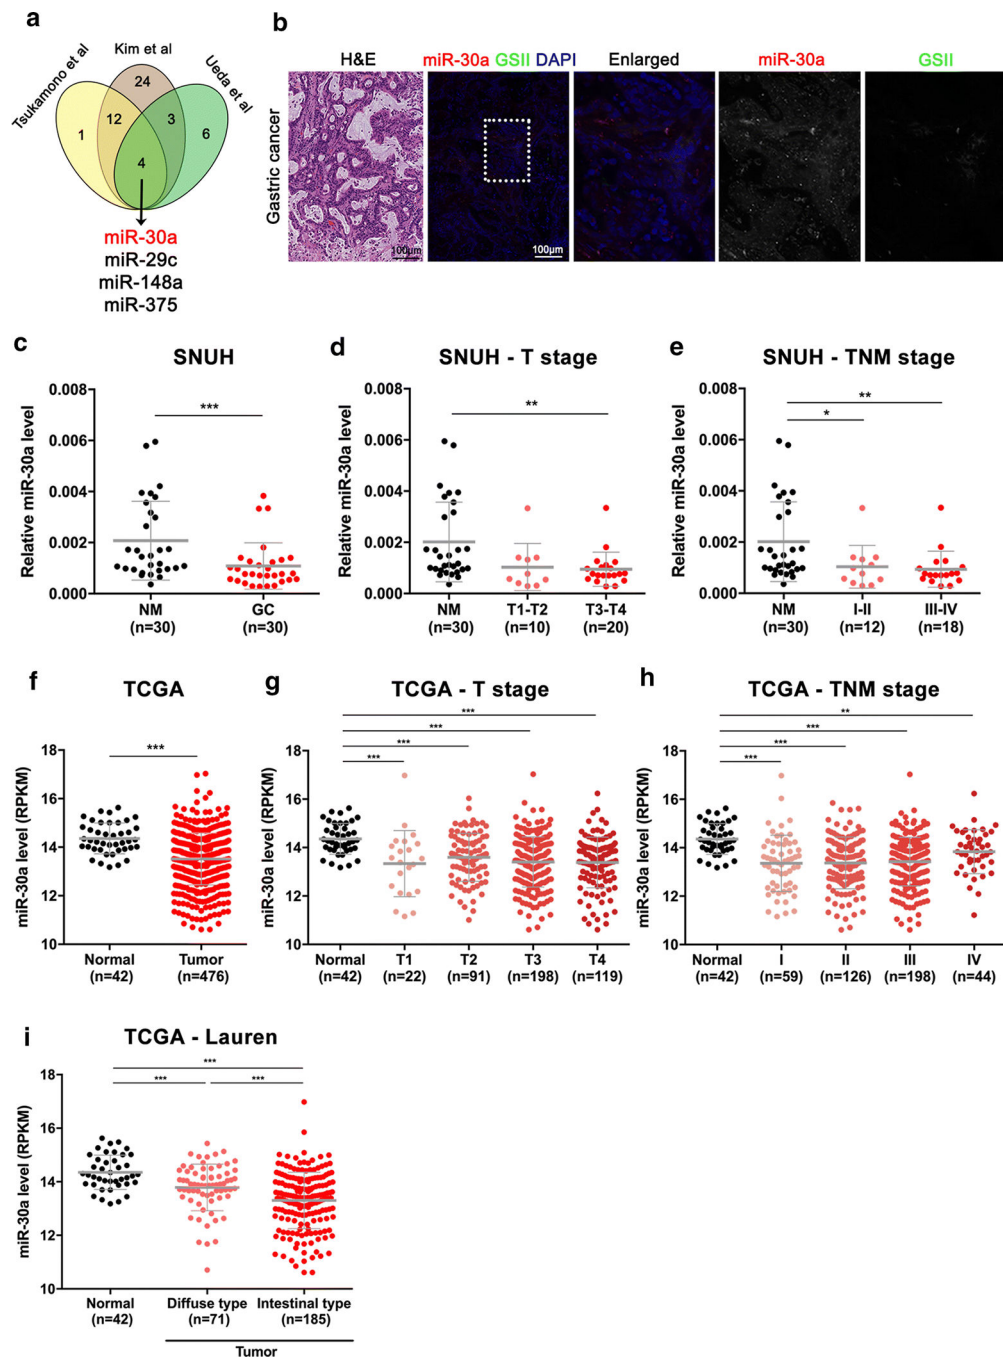 a
Tsukamono et al
Kim et al
Ueda et al
24
1
12
3
6
4
miR-30a
miR-29c
miR-148a
miR-375
b
H&E
miR-30a GSII DAPI
Enlarged
miR-30a
GSII
Gastric cancer
100µm
100µm
c
SNUH
Relative miR-30a level
0.008
0.006
0.004
0.002
0.000
***
NM
(n=30)
GC
(n=30)
d
SNUH - T stage
Relative miR-30a level
0.008
0.006
0.004
0.002
0.000
**
NM
(n=30)
T1-T2
(n=10)
T3-T4
(n=20)
e
SNUH - TNM stage
Relative miR-30a level
0.008
0.006
0.004
0.002
0.000
**
*
NM
(n=30)
I-II
(n=12)
III-IV
(n=18)
f
TCGA
miR-30a level (RPKM)
18
16
14
12
10
***
Normal
(n=42)
Tumor
(n=476)
g
TCGA - T stage
miR-30a level (RPKM)
18
16
14
12
10
***
***
***
***
Normal
(n=42)
T1
(n=22)
T2
(n=91)
T3
(n=198)
T4
(n=119)
h
TCGA - TNM stage
miR-30a level (RPKM)
18
16
14
12
10
**
***
***
***
Normal
(n=42)
I
(n=59)
II
(n=126)
III
(n=198)
IV
(n=44)
i
TCGA - Lauren
miR-30a level (RPKM)
18
16
14
12
10
***
***
***
Normal
(n=42)
Diffuse type
(n=71)
Intestinal type
(n=185)
Tumor